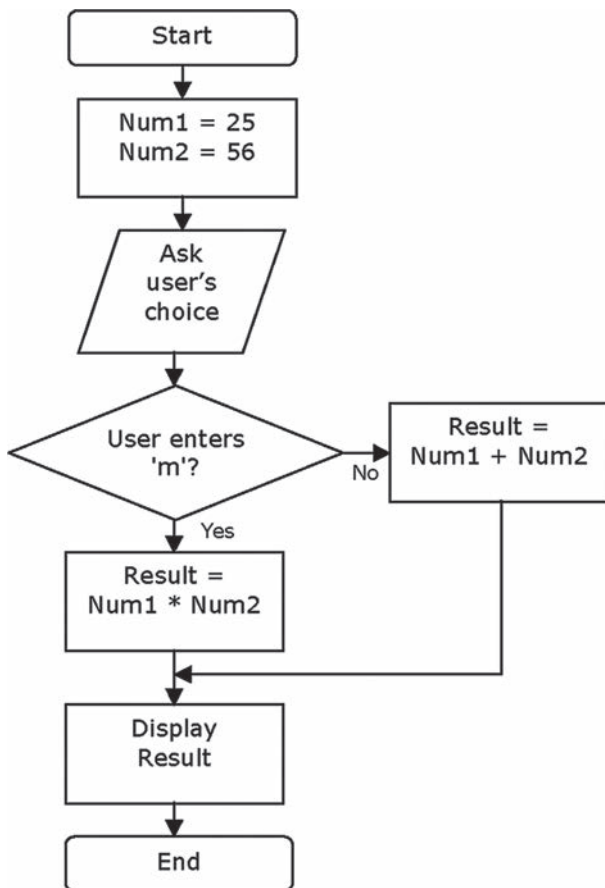 Start
Num1 = 25
Num2 = 56
Ask
user's
choice
User enters
'm'?
No
Result =
Num1 + Num2
Yes
Result =
Num1 * Num2
Display
Result
End